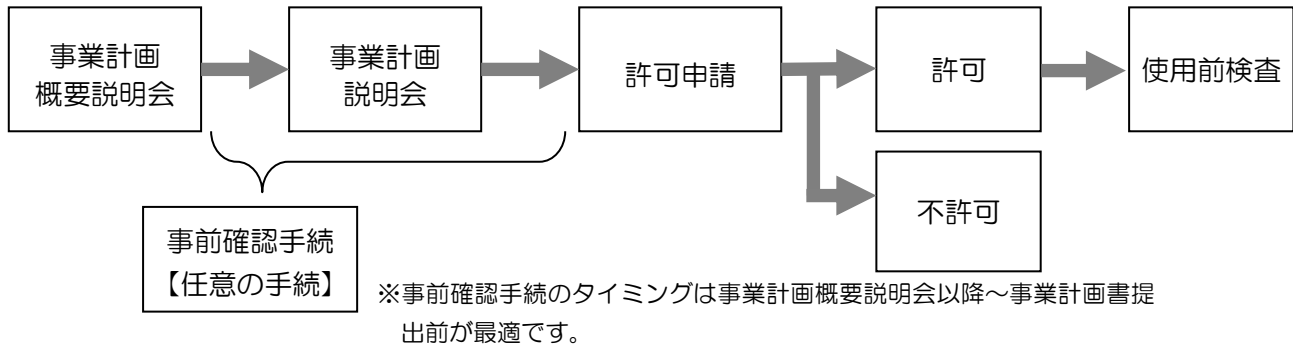 事業計画
概要説明会
事業計画
説明会
許可申請
許可
使用前検査
不許可
事前確認手続
【任意の手続】
※事前確認手続のタイミングは事業計画概要説明会以降~事業計画書提
出前が最適です。